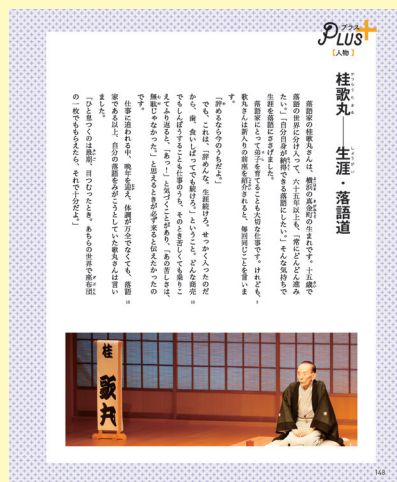 プラス
PLUS+
［人物］
桂歌丸　生涯・落語道
落語家の桂歌丸さんは、横浜の真金町の生まれです。十五歳で
落語の世界に分け入って、六十五年以上も、「常にどんどん進み
たい。」「自分自身が納得できる落語にしたい。」そんな気持ちで
生涯を落語にささげました。
落語家にとって弟子を育てることも大切な仕事です。けれども、
歌丸さんは新入りの前座を紹介されると、毎回同じことを言いま
す。
「辞めるなら今のうちだよ。」
でも、これは、「辞めんな。生涯続けろ。せっかく入ったのだ
から、歯、食いしばってでも続けろ。」ということ。どんな商売
でもしんぼうすることも仕事のうち、そのとき苦しくても乗りこ
えてふり返ると、「あっ！」と気づくことがあり、「あの苦しさは、
無駄じゃなかった。」と思えるときが必ず来ると伝えたかったの
です。
仕事に追われる中、晩年を迎え、体調が万全でなくても、落語
家である以上、自分の落語をみがこうとしていた歌丸さんは言い
ました。
「ひと息つくのは最期、目つむったとき。あちらの世界で座布団
の一枚でももらえたら、それで十分だよ。」
桂
歌丸
148